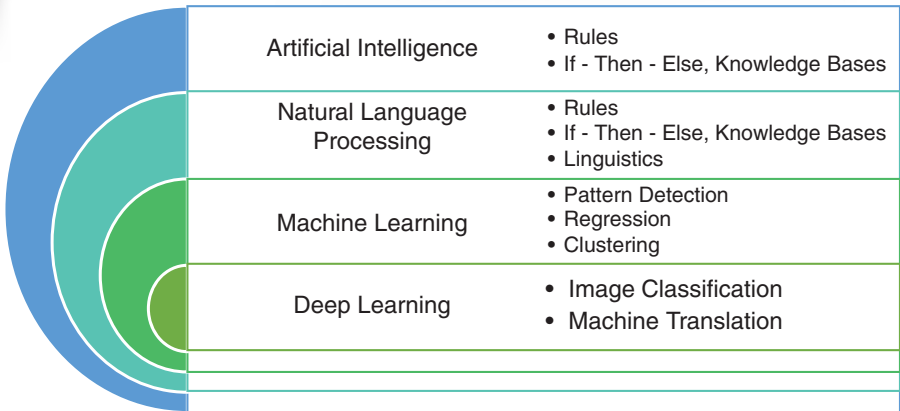 Artificial Intelligence
• Rules
• If - Then - Else, Knowledge Bases
Natural Language
Processing
• Rules
• If - Then - Else, Knowledge Bases
• Linguistics
Machine Learning
• Pattern Detection
• Regression
• Clustering
Deep Learning
• Image Classification
• Machine Translation